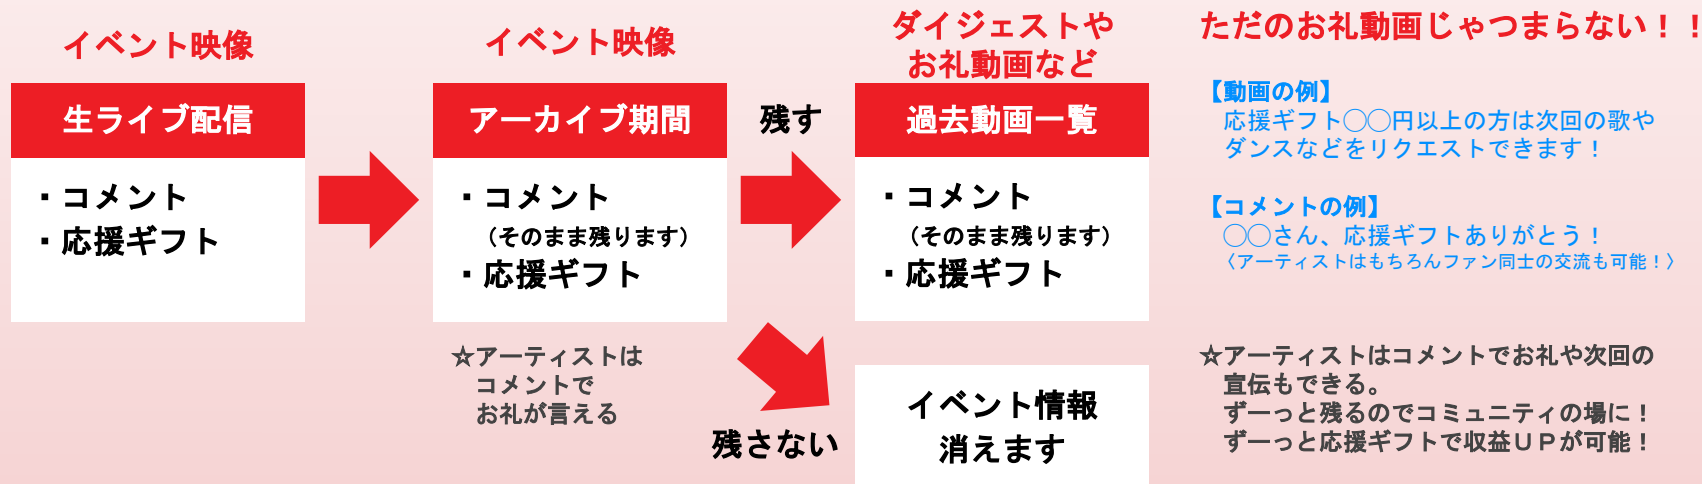 イベント映像
生ライブ配信
・コメント
・応援ギフト
イベント映像
アーカイブ期間
・コメント
（そのまま残ります）
・応援ギフト
☆アーティストは
コメントで
お礼が言える
残す
残さない
ダイジェストや
お礼動画など
過去動画一覧
・コメント
（そのまま残ります）
・応援ギフト
イベント情報
消えます
ただのお礼動画じゃつまらない！！
【動画の例】
応援ギフト◯◯円以上の方は次回の歌や
ダンスなどをリクエストできます！
【コメントの例】
◯◯さん、応援ギフトありがとう！
〈アーティストはもちろんファン同士の交流も可能！〉
☆アーティストはコメントでお礼や次回の
宣伝もできる。
ずーっと残るのでコミュニティの場に！
ずーっと応援ギフトで収益ＵＰが可能！